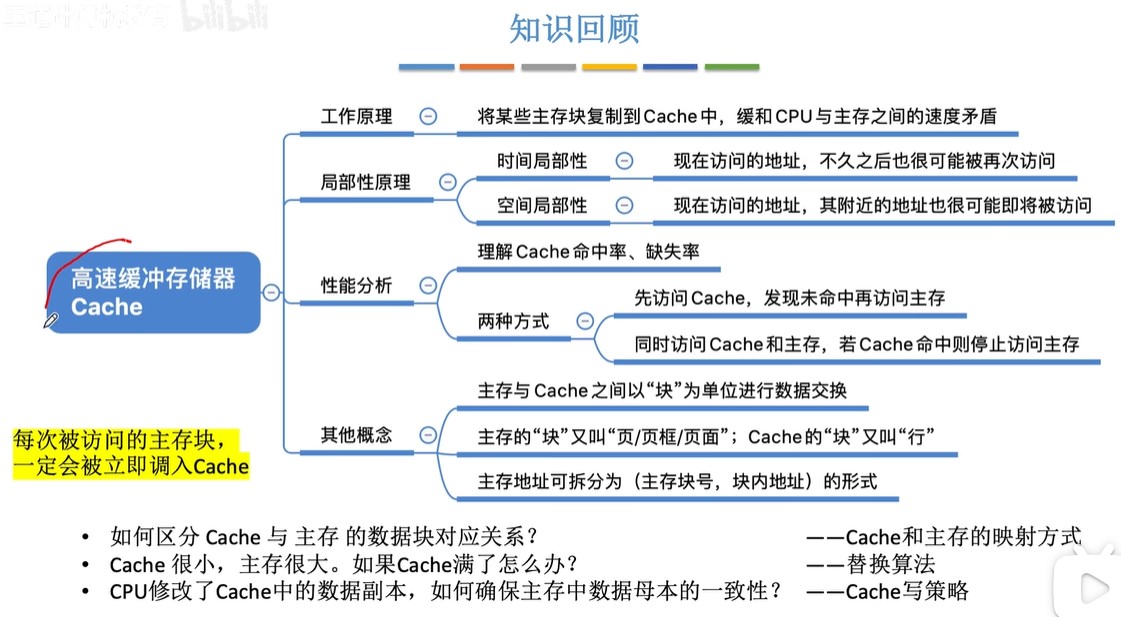 bilibili
知识回顾
工作原理
将某些主存块复制到Cache中，缓和CPU与主存之间的速度矛盾
局部性原理
时间局部性
现在访问的地址，不久之后也很可能被再次访问
空间局部性
现在访问的地址，其附近的地址也很可能即将被访问
高速缓冲存储器
Cache
性能分析
理解Cache命中率、缺失率
两种方式
先访问Cache，发现未命中再访问主存
同时访问Cache和主存，若Cache命中则停止访问主存
其他概念
主存与Cache之间以“块”为单位进行数据交换
主存的“块”又叫“页/页框/页面”；Cache的“块”又叫“行”
主存地址可拆分为（主存块号，块内地址）的形式
每次被访问的主存块，
一定会被立即调入Cache
• 如何区分 Cache 与 主存 的数据块对应关系？ ——Cache和主存的映射方式
• Cache 很小，主存很大。如果Cache满了怎么办？ ——替换算法
• CPU修改了Cache中的数据副本，如何确保主存中数据母本的一致性？ ——Cache写策略